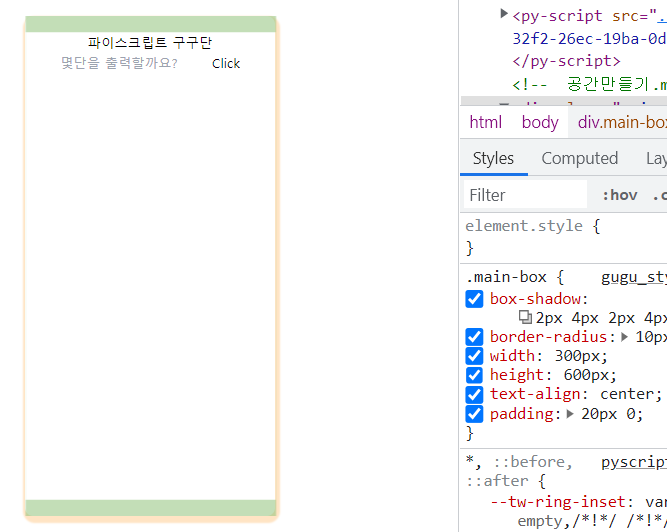 파이스크립트 구구단
몇단을 출력할까요? Click
<py-script src="..
32f2-26ec-19ba-0d
</py-script>
<!-- 공간만들기.m
html body div.main-box
Styles Computed Lay
Filter :hov .c
element.style {
}
.main-box { gugu_sty
box-shadow:
2px 4px 2px 4px
border-radius: 10px
width: 300px;
height: 600px;
text-align: center;
padding: 20px 0;
}
*, ::before, pyscript
::after {
--tw-ring-inset: var
empty,/*!*/ /*!*